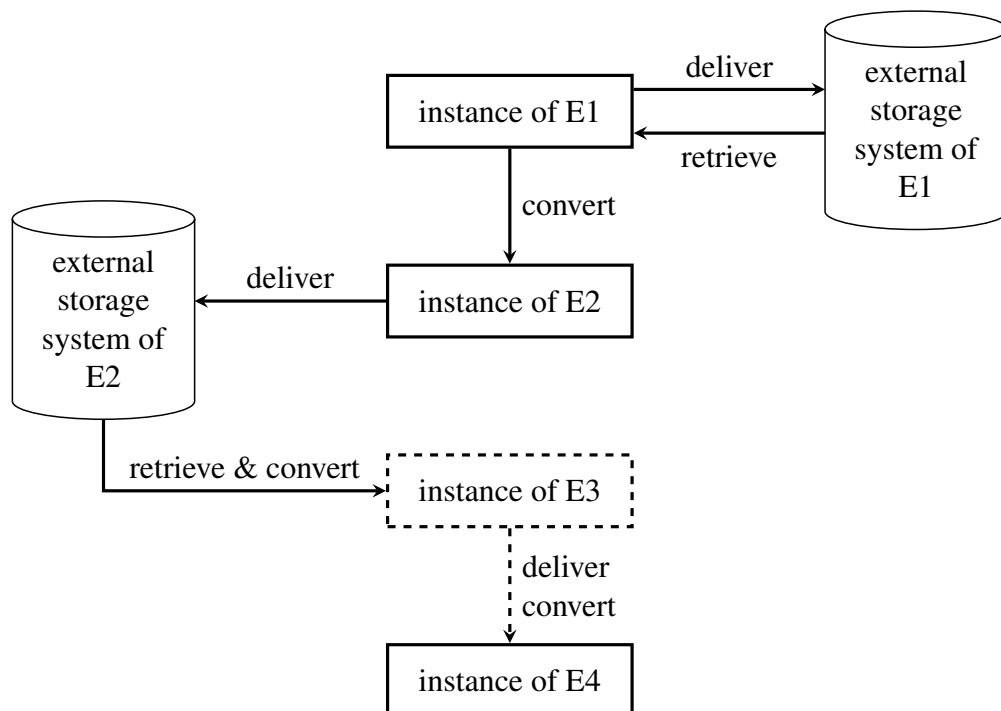 deliver
instance of E1
retrieve
external
storage
system of
E1
convert
external
storage
system of
E2
deliver
instance of E2
retrieve & convert
instance of E3
deliver
convert
instance of E4